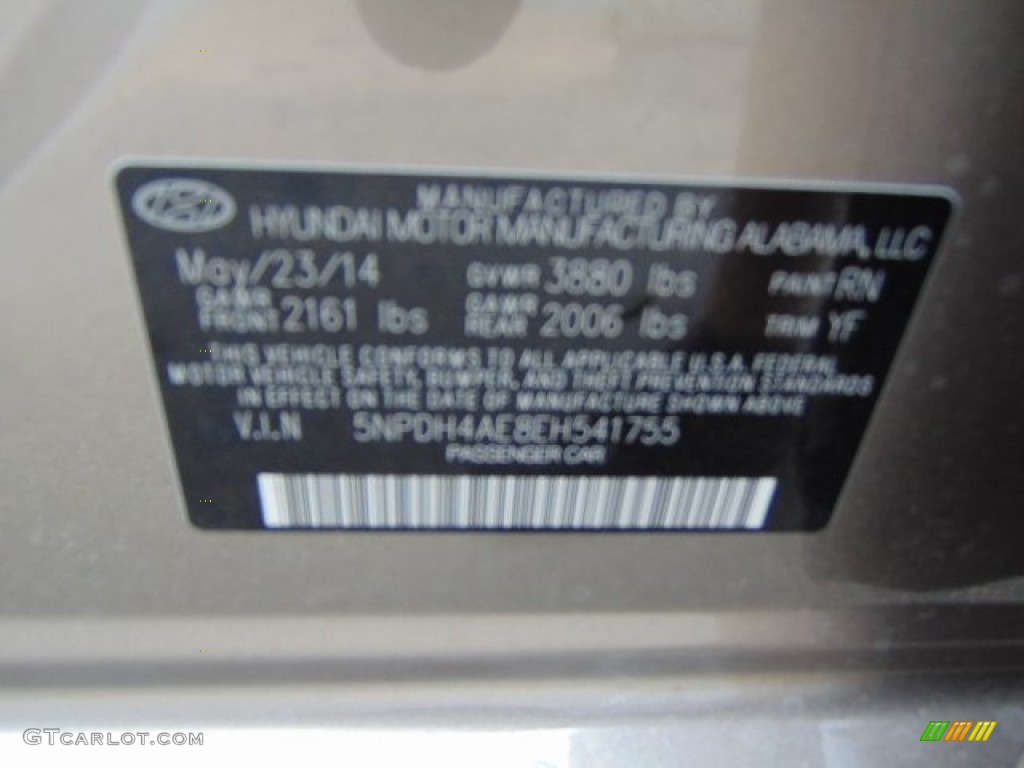 MANUFACTURED BY
HYUNDAI MOTOR MANUFACTURING ALABAMA, LLC
May/23/14 GVWR 3880 lbs PAINT RN
GAWR FRONT 2161 lbs GAWR REAR 2006 lbs TRIM YF
THIS VEHICLE CONFORMS TO ALL APPLICABLE U.S.A. FEDERAL
MOTOR VEHICLE SAFETY, BUMPER, AND THEFT PREVENTION STANDARDS
IN EFFECT ON THE DATE OF MANUFACTURE SHOWN ABOVE
V.I.N 5NPDH4AE8EH541755
PASSENGER CAR
GTCARLOT.COM